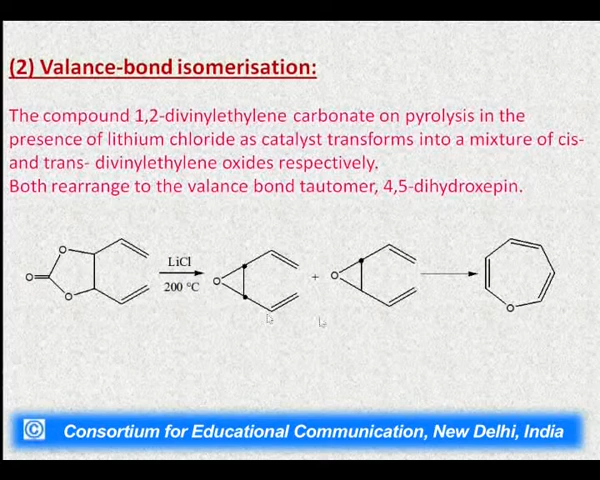 (2) Valance-bond isomerisation:
The compound 1,2-divinylethylene carbonate on pyrolysis in the
presence of lithium chloride as catalyst transforms into a mixture of cis-
and trans- divinylethylene oxides respectively.
Both rearrange to the valance bond tautomer, 4,5-dihydroxepin.
O
O
O
LiCl
200 °C
O
+
O
O
© Consortium for Educational Communication, New Delhi, India